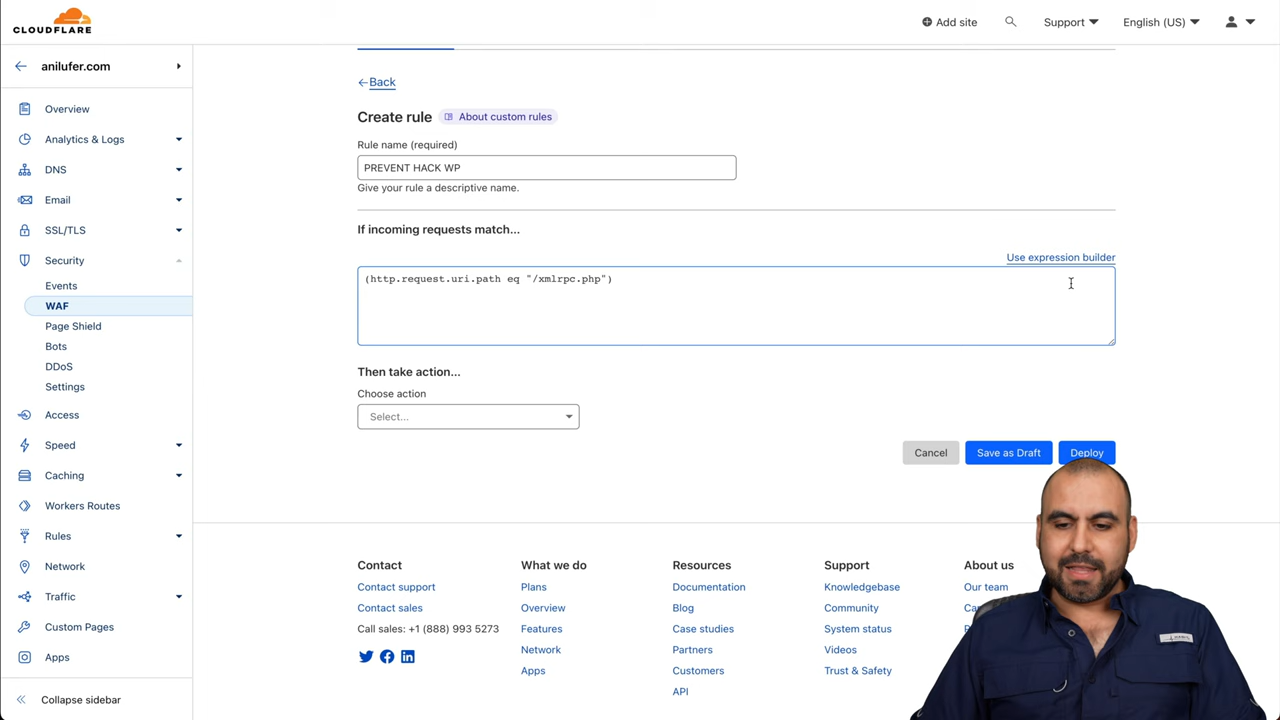 CLOUDFLARE
Add site
Support
English (US)
anilufer.com
Overview
Analytics & Logs
DNS
Email
SSL/TLS
Security
Events
WAF
Page Shield
Bots
DDoS
Settings
Access
Speed
Caching
Workers Routes
Rules
Network
Traffic
Custom Pages
Apps
Collapse sidebar
Back
Create rule
About custom rules
Rule name (required)
PREVENT HACK WP
Give your rule a descriptive name.
If incoming requests match...
Use expression builder
(http.request.uri.path eq "/xmlrpc.php")
Then take action...
Choose action
Select...
Cancel
Save as Draft
Deploy
Contact
Contact support
Contact sales
Call sales: +1 (888) 993 5273
What we do
Plans
Overview
Features
Network
Apps
Resources
Documentation
Blog
Case studies
Partners
Customers
API
Support
Knowledgebase
Community
System status
Videos
Trust & Safety
About us
Our team